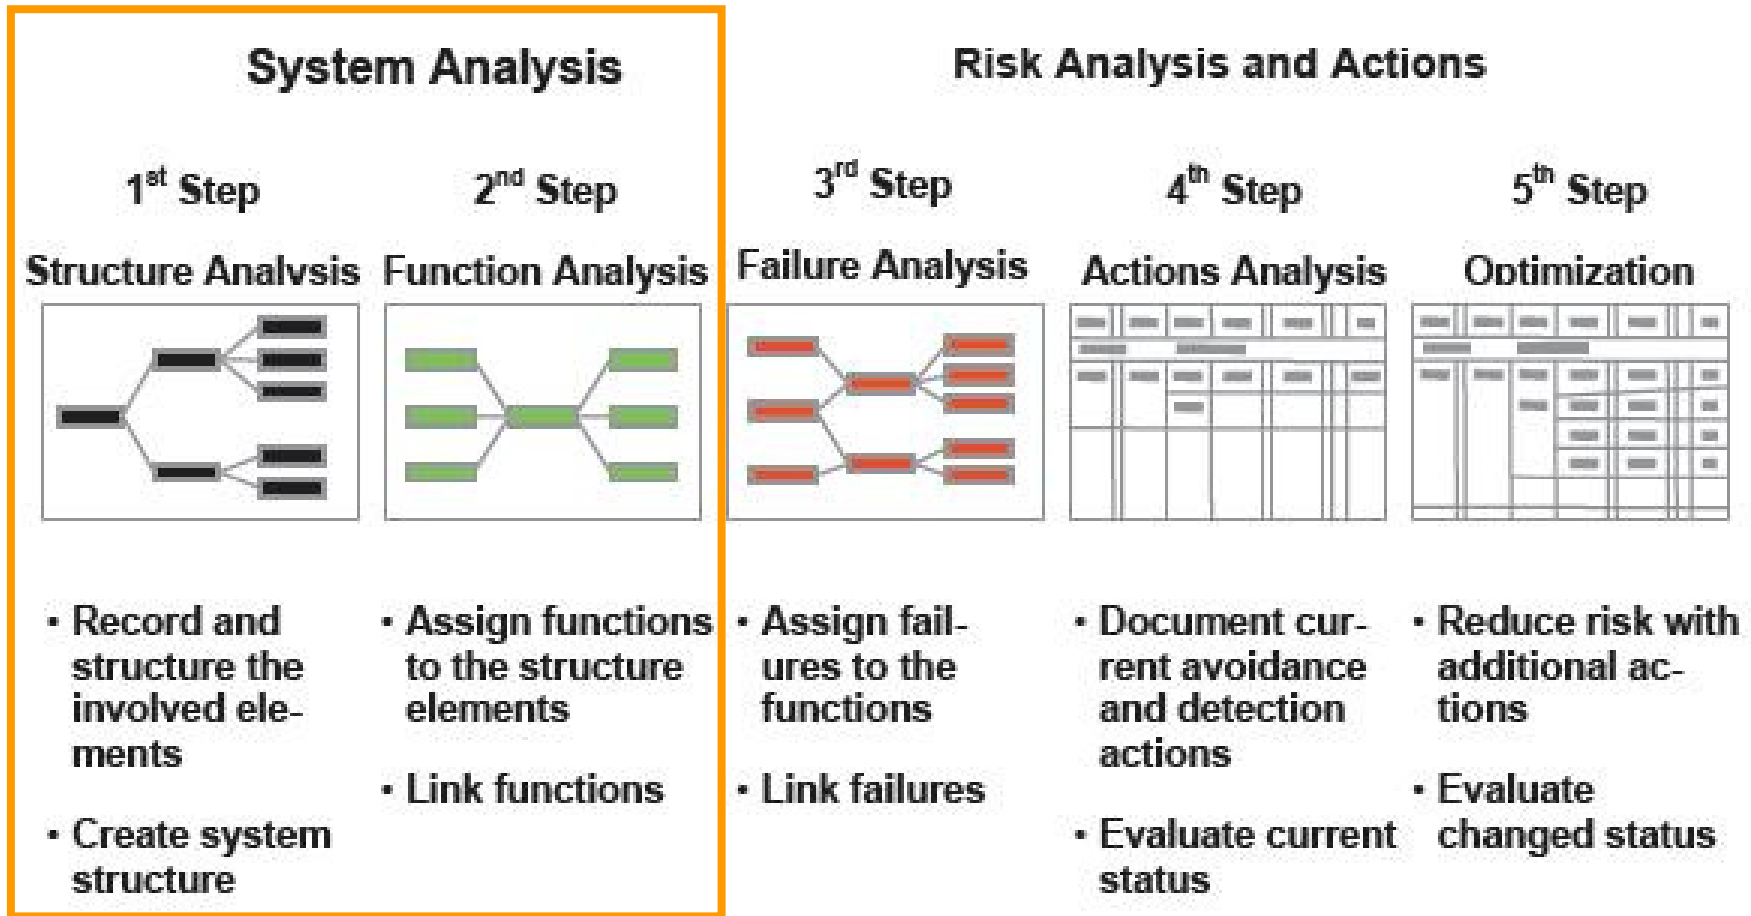 System Analysis
Risk Analysis and Actions
1st Step
2nd Step
3rd Step
4th Step
5th Step
Structure Analysis
Function Analysis
Failure Analysis
Actions Analysis
Optimization
• Record and
structure the
involved ele-
ments
• Create system
structure
• Assign functions
to the structure
elements
• Link functions
• Assign fail-
ures to the
functions
• Link failures
• Document cur-
rent avoidance
and detection
actions
• Evaluate current
status
• Reduce risk with
additional ac-
tions
• Evaluate
changed status